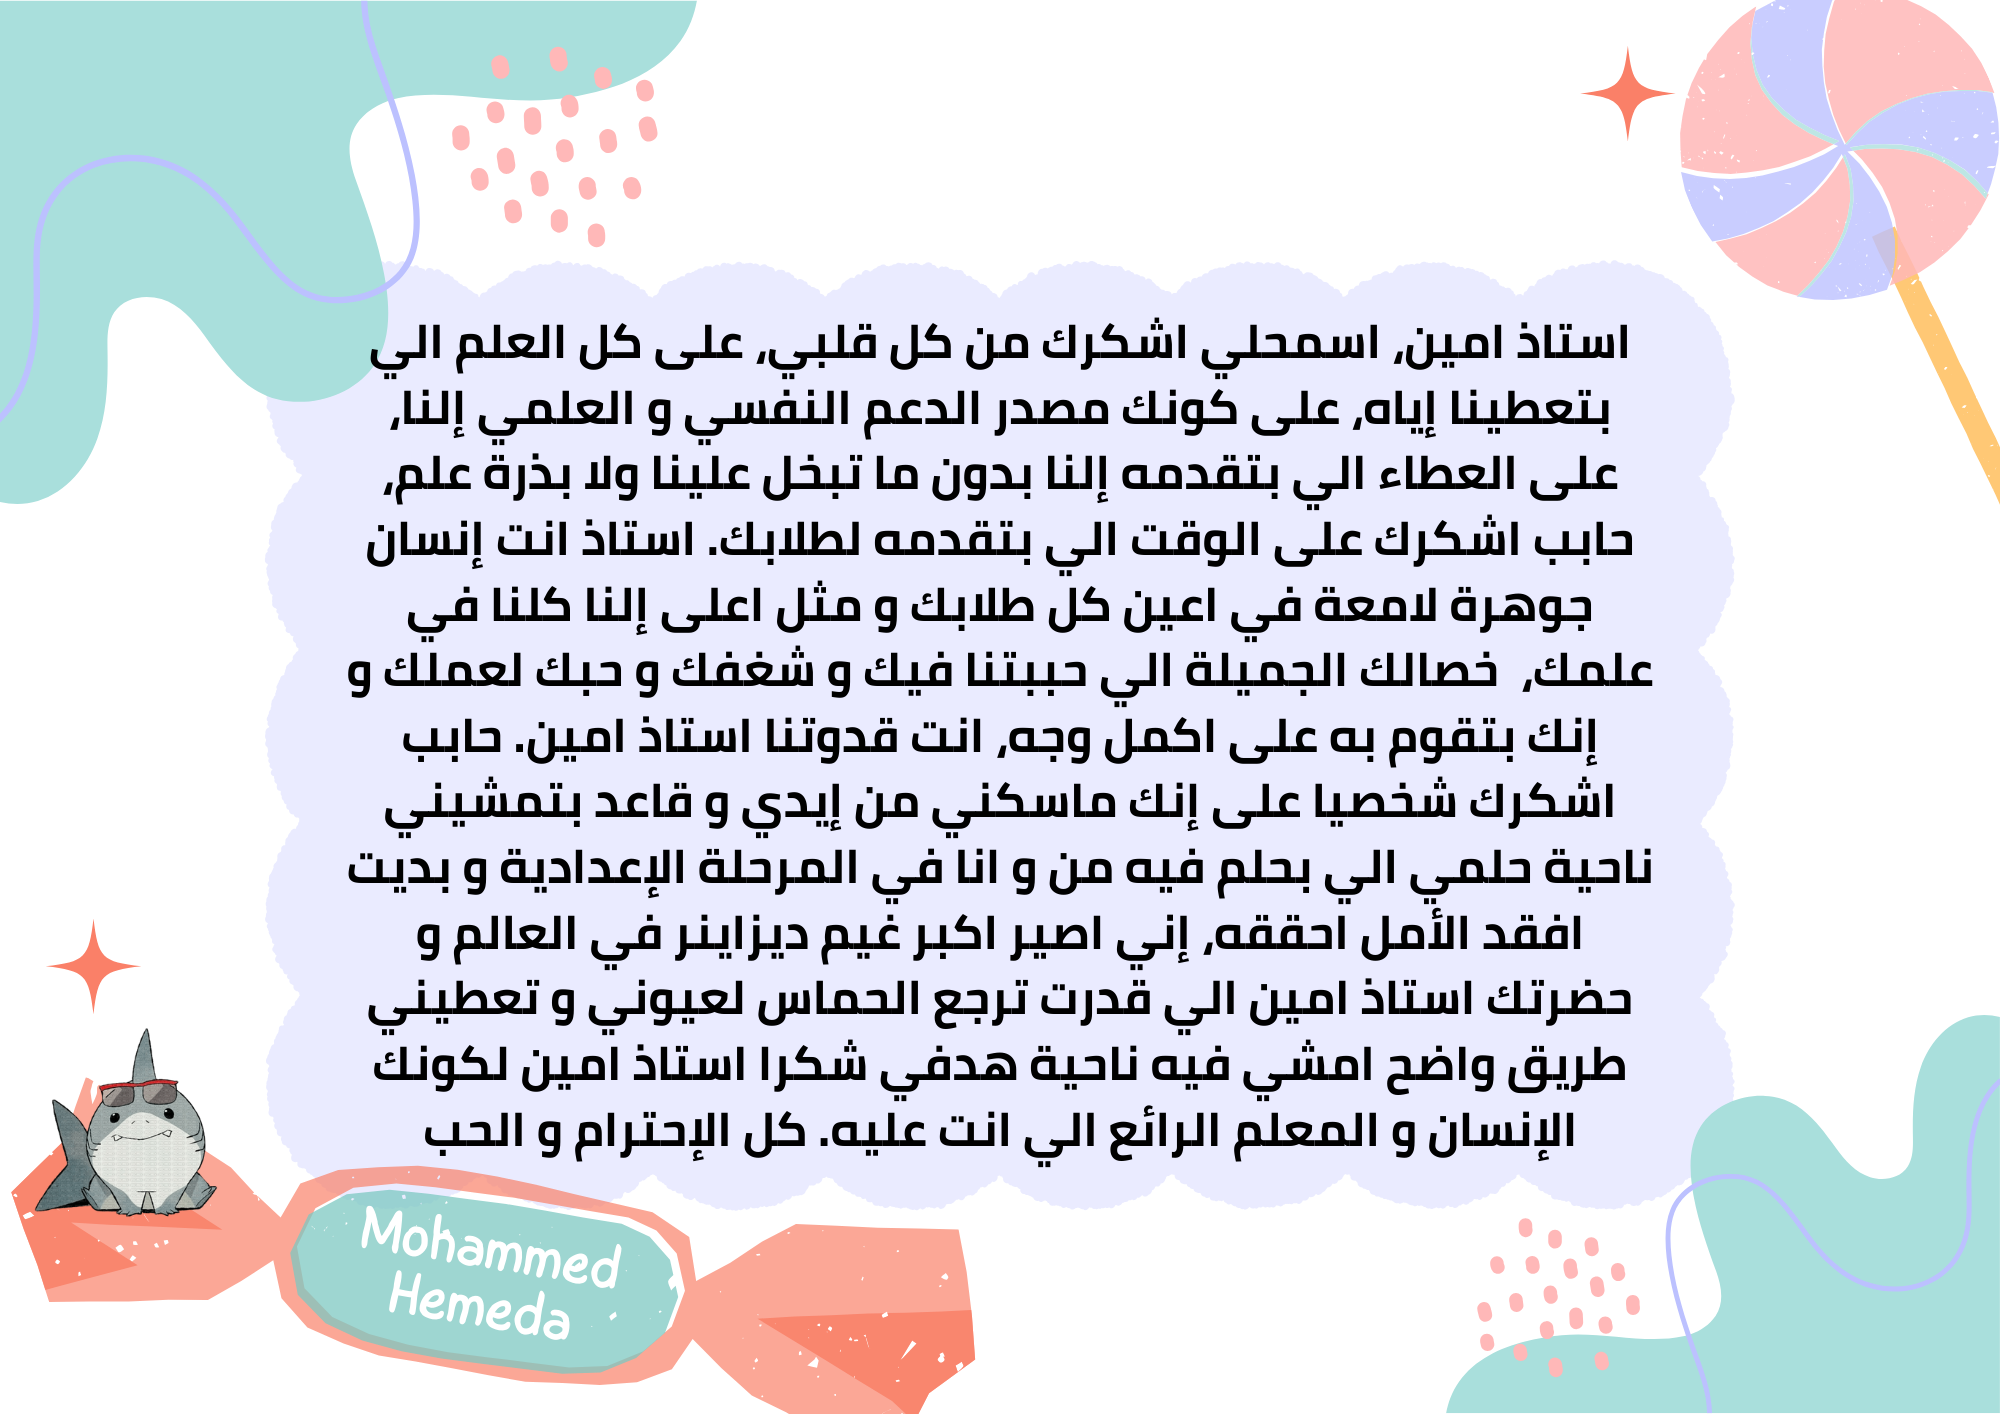 استاذ امين، اسمحلي اشكرك من كل قلبي، على كل العلم الي
بتعطينا إياه، على كونك مصدر الدعم النفسي و العلمي إلنا،
على العطاء الي بتقدمه إلنا بدون ما تبخل علينا ولا بذرة علم،
حابب اشكرك على الوقت الي بتقدمه لطلابك. استاذ انت إنسان
جوهرة لامعة في اعين كل طلابك و مثل اعلى إلنا كلنا في
علمك،  خصالك الجميلة الي حببتنا فيك و شغفك و حبك لعملك و
إنك بتقوم به على اكمل وجه، انت قدوتنا استاذ امين. حابب
اشكرك شخصيا على إنك ماسكني من إيدي و قاعد بتمشيني
ناحية حلمي الي بحلم فيه من و انا في المرحلة الإعدادية و بديت
افقد الأمل احققه، إني اصير اكبر غيم ديزاينر في العالم و
حضرتك استاذ امين الي قدرت ترجع الحماس لعيوني و تعطيني
طريق واضح امشي فيه ناحية هدفي شكرا استاذ امين لكونك
الإنسان و المعلم الرائع الي انت عليه. كل الإحترام و الحب
Mohammed
Hemeda